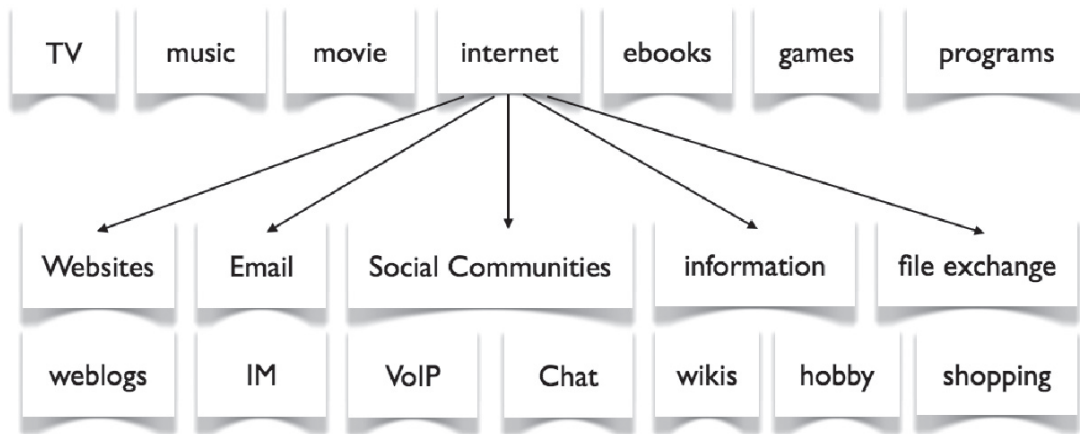 TV music movie internet ebooks games programs
Websites Email Social Communities information file exchange
weblogs IM VoIP Chat wikis hobby shopping